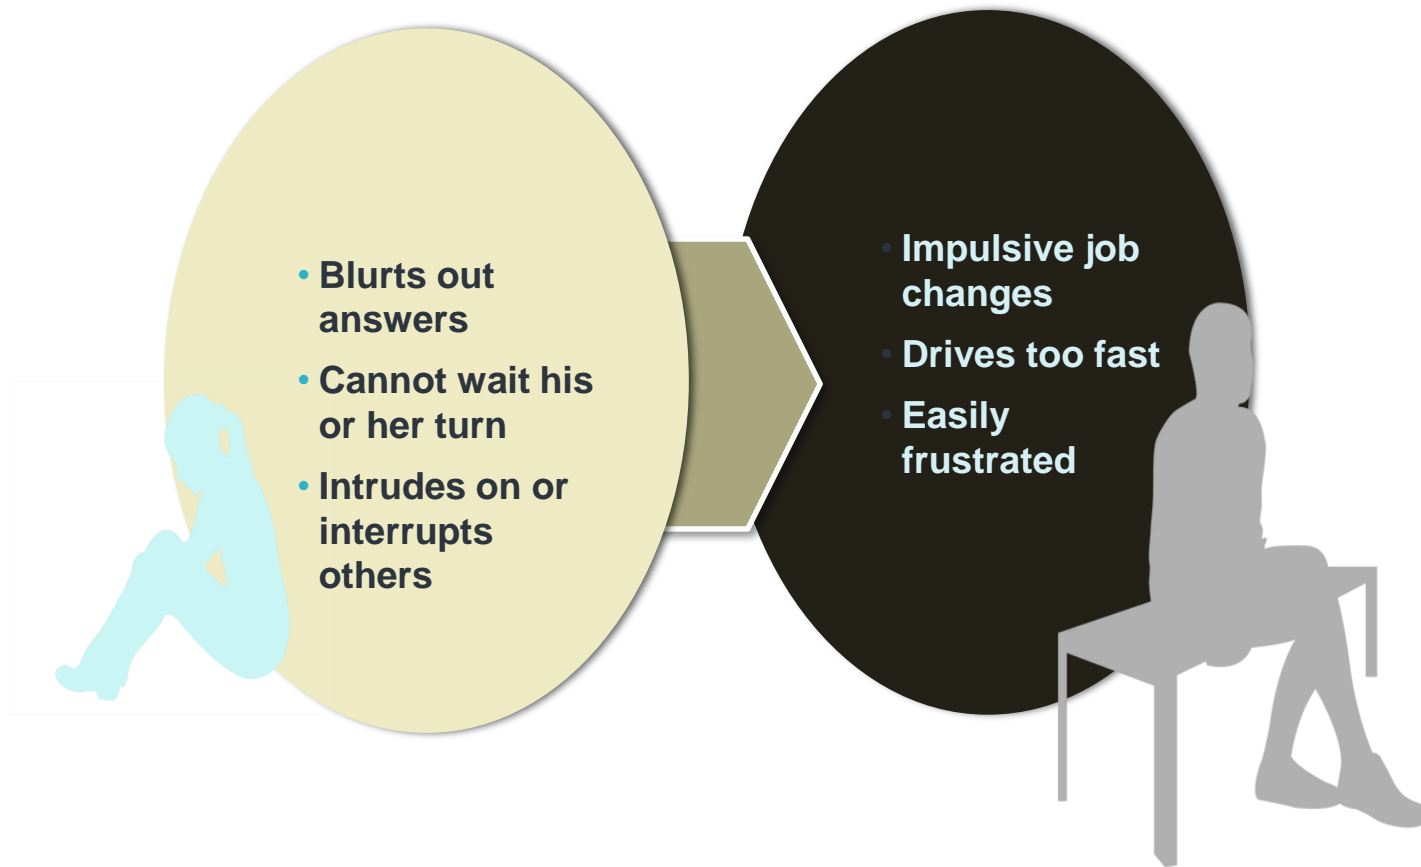 • Blurts out
answers
• Cannot wait his
or her turn
• Intrudes on or
interrupts
others
• Impulsive job
changes
• Drives too fast
• Easily
frustrated